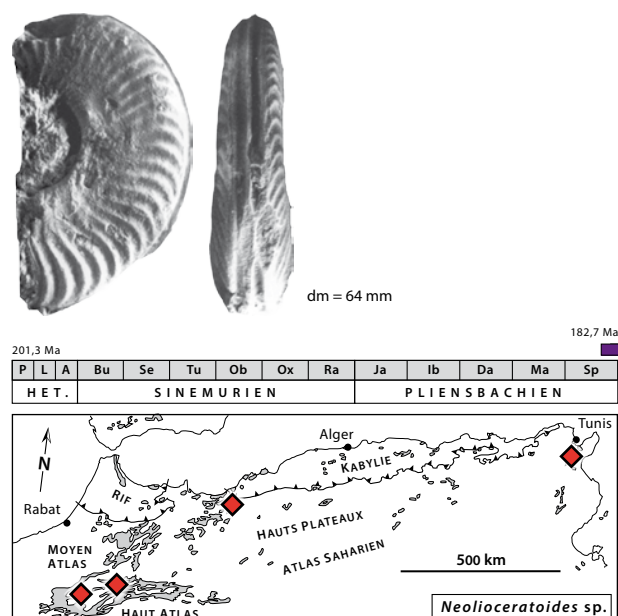 dm = 64 mm
182,7 Ma
201,3 Ma
P L A Bu Se Tu Ob Ox Ra Ja Ib Da Ma Sp
HET. SINEMURIEN PLIENSBACHIEN
Tunis
Alger
N
KABYLIE
RIF
Rabat
HAUTS PLATEAUX
MOYEN
ATLAS
ATLAS SAHARIEN
500 km
HAUT ATLAS
Neolioceratoides sp.